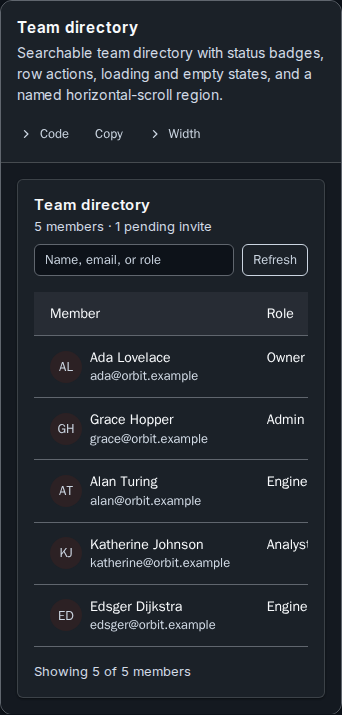 Team directory
Searchable team directory with status badges,
row actions, loading and empty states, and a
named horizontal-scroll region.
Code Copy Width
Team directory
5 members · 1 pending invite
Name, email, or role Refresh
Member Role
AL Ada Lovelace Owner
ada@orbit.example
GH Grace Hopper Admin
grace@orbit.example
AT Alan Turing Engine
alan@orbit.example
KJ Katherine Johnson Analyst
katherine@orbit.example
ED Edsger Dijkstra Engine
edsger@orbit.example
Showing 5 of 5 members